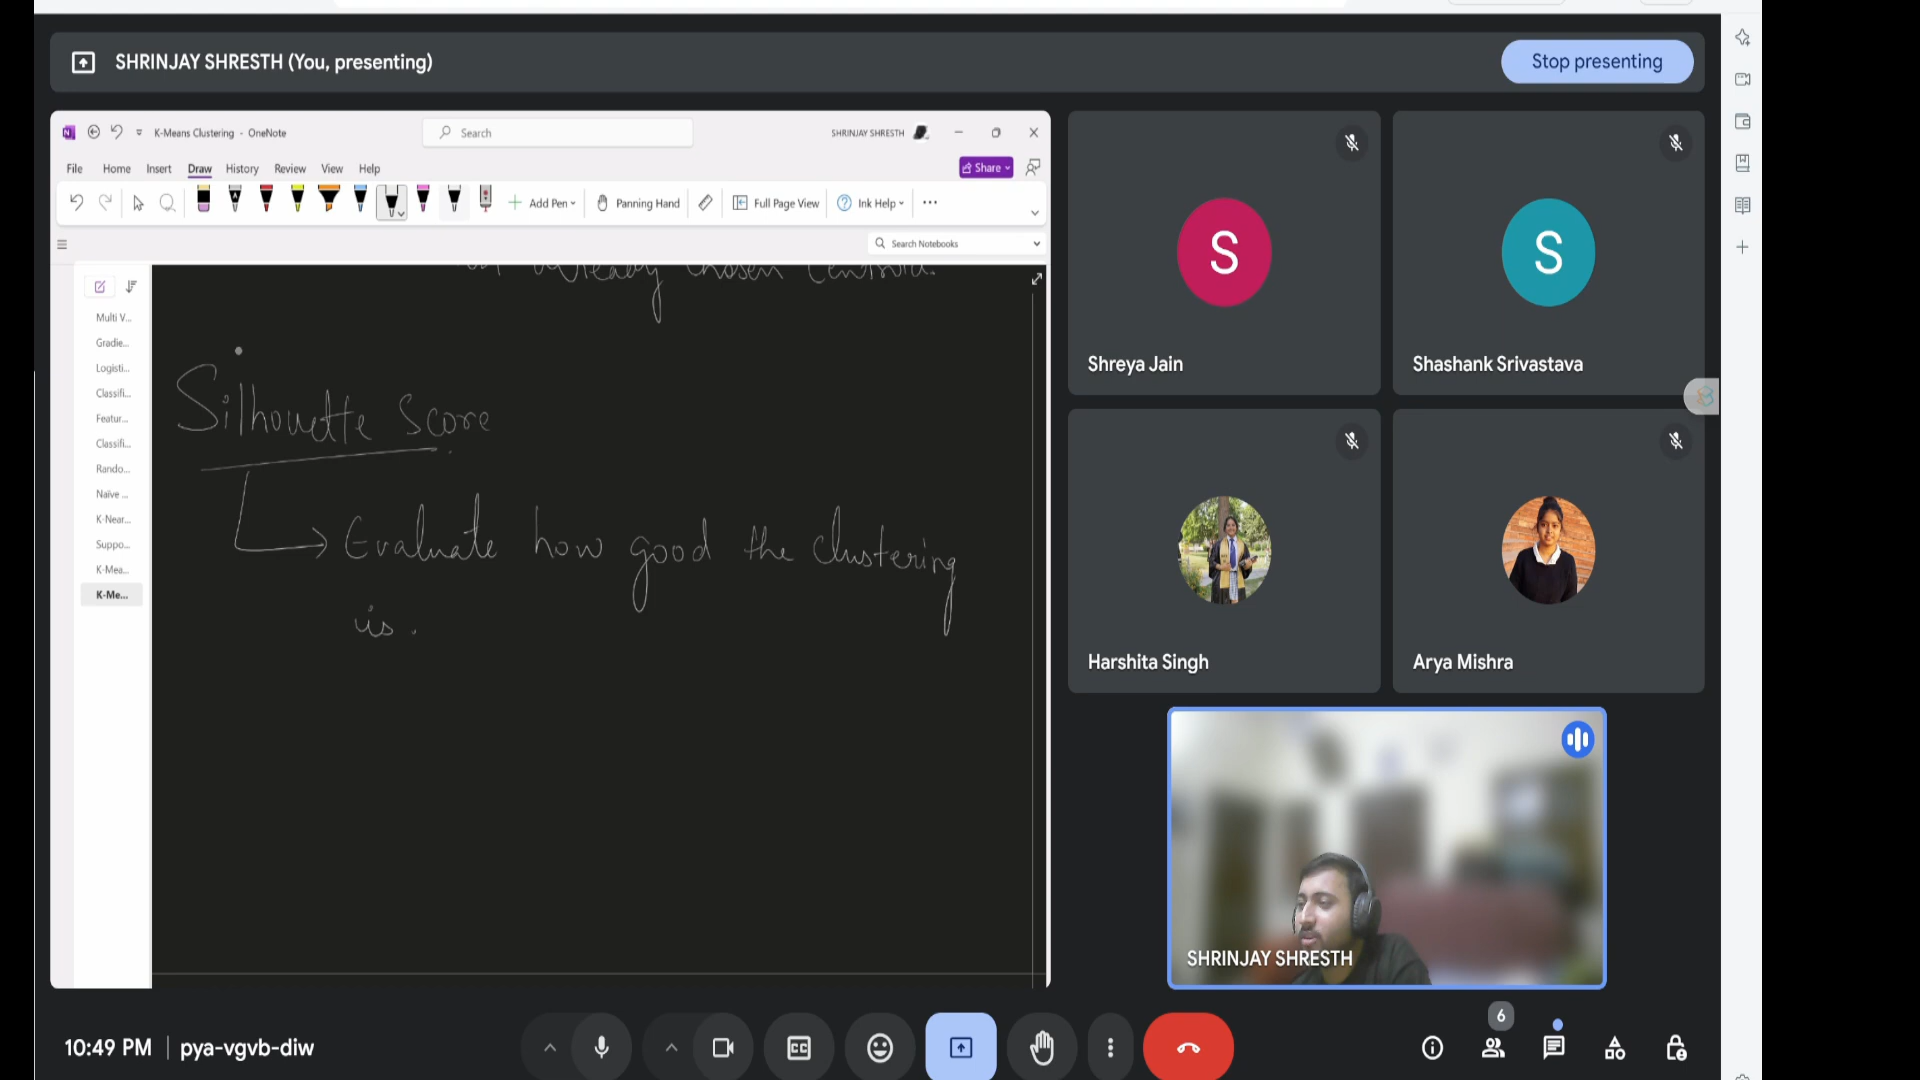 SHRINJAY SHRESTH (You, presenting)
Stop presenting
K-Means Clustering - OneNote
Search
SHRINJAY SHRESTH
File Home Insert Draw History Review View Help
Share
Add Pen
Panning Hand
Full Page View
Ink Help
Search Notebooks
Multi V...
Gradie...
Logisti...
Classifi...
Featur...
Classifi...
Rando...
Naive ...
K-Near...
Suppo...
K-Mea...
K-Me...
already chosen centroid.
Silhouette Score
Evaluate how good the clustering
is.
S
Shreya Jain
S
Shashank Srivastava
Harshita Singh
Arya Mishra
SHRINJAY SHRESTH
10:49 PM | pya-vgvb-diw
6